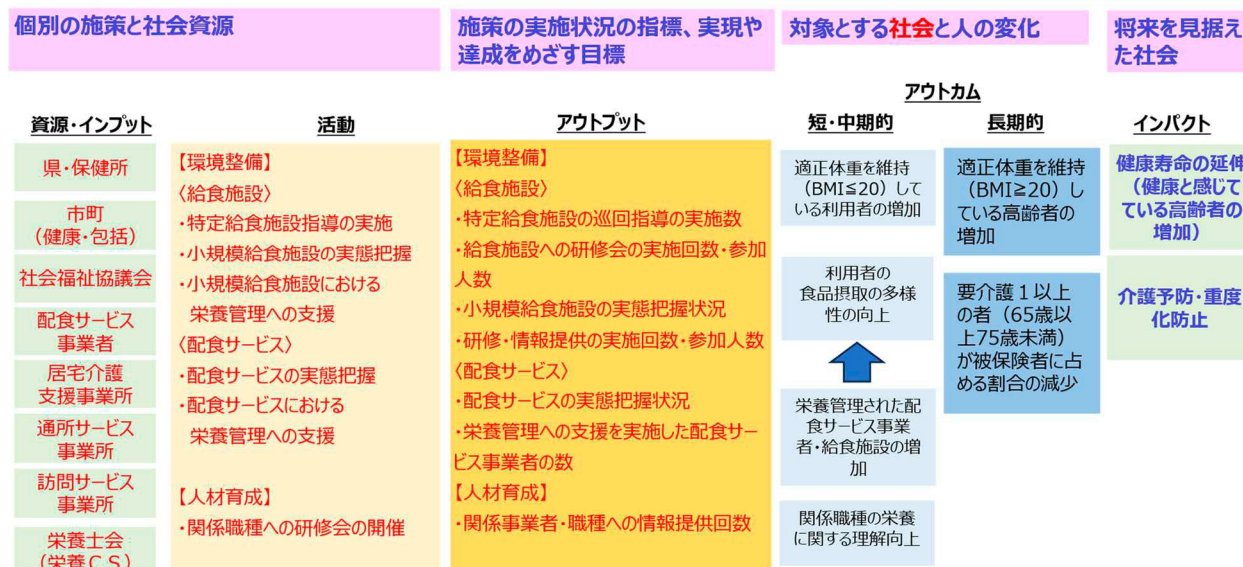 個別の施策と社会資源
施策の実施状況の指標、実現や
達成をめざす目標
対象とする社会と人の変化
将来を見据え
た社会
資源・インプット
県・保健所
市町
(健康・包括)
社会福祉協議会
配食サービス
事業者
居宅介護
支援事業所
通所サービス
事業所
訪問サービス
事業所
栄養士会
(栄養C.S)
活動
【環境整備】
〈給食施設〉
・特定給食施設指導の実施
・小規模給食施設の実態把握
・小規模給食施設における
栄養管理への支援
〈配食サービス〉
・配食サービスの実態把握
・配食サービスにおける
栄養管理への支援
【人材育成】
・関係職種への研修会の開催
アウトプット
【環境整備】
〈給食施設〉
・特定給食施設の巡回指導の実施数
・給食施設への研修会の実施回数・参加
人数
・小規模給食施設の実態把握状況
・研修・情報提供の実施回数・参加人数
〈配食サービス〉
・配食サービスの実態把握状況
・栄養管理への支援を実施した配食サー
ビス事業者の数
【人材育成】
・関係事業者・職種への情報提供回数
アウトカム
短・中期的
適正体重を維持
(BMI≦20)して
いる利用者の増加
利用者の
食品摂取の多様
性の向上
栄養管理された配
食サービス事業
者・給食施設の増
加
関係職種の栄養
に関する理解向上
長期的
適正体重を維持
(BMI≧20)し
ている高齢者の
増加
要介護1以上
の者(65歳以
上75歳未満)
が被保険者に占
める割合の減少
インパクト
健康寿命の延伸
(健康と感じて
ている高齢者の
増加)
介護予防・重度
化防止